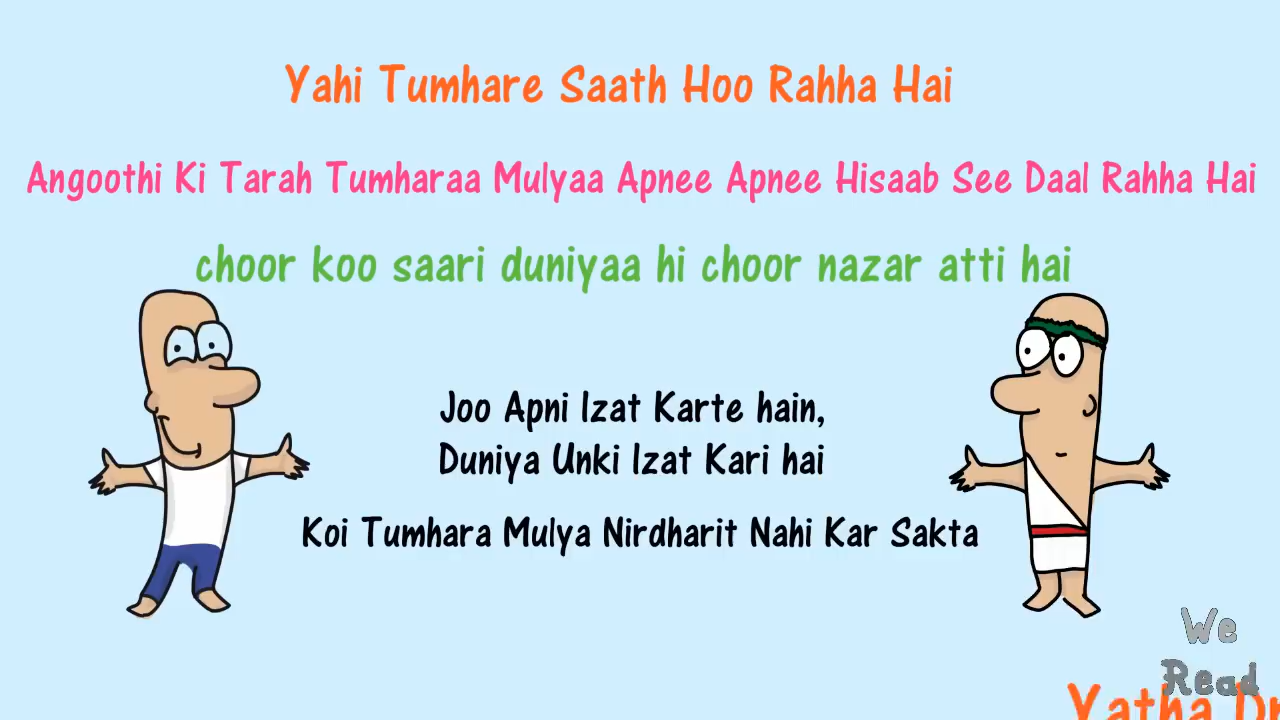 Yahi Tumhare Saath Hoo Rahha Hai
Angoothi Ki Tarah Tumharaa Mulyaa Apnee Apnee Hisaab See Daal Rahha Hai
choor koo saari duniyaa hi choor nazar atti hai
Joo Apni Izat Karte hain,
Duniya Unki Izat Kari hai
Koi Tumhara Mulya Nirdharit Nahi Kar Sakta
We
Read
Yatha